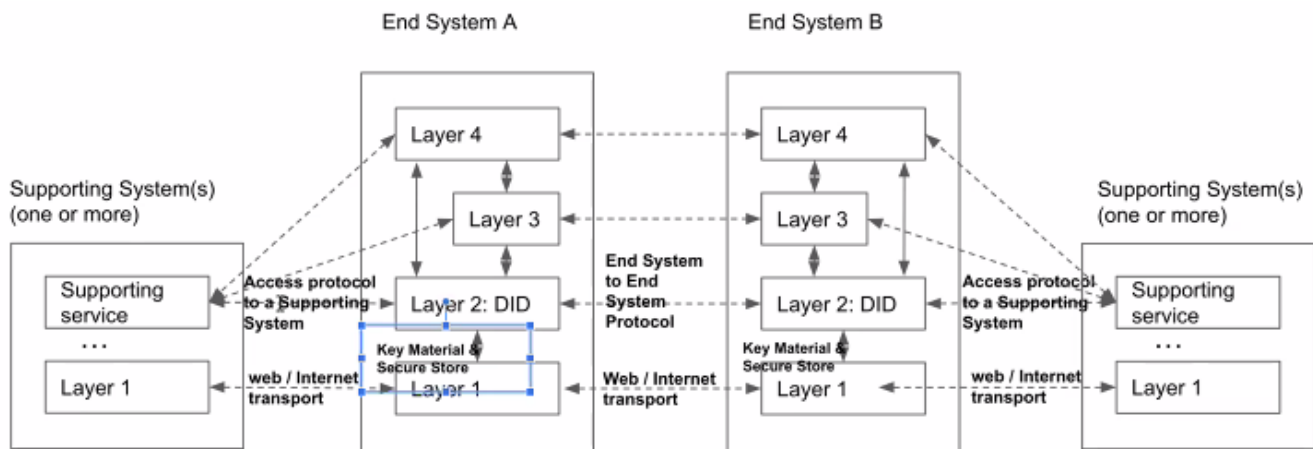 End System A
End System B
Layer 4
Layer 4
Supporting System(s)
(one or more)
Layer 3
Layer 3
Supporting System(s)
(one or more)
Supporting
service
Access protocol
to a Supporting
System
Layer 2: DID
End System
to End
System
Protocol
Layer 2: DID
Access protocol
to a Supporting
System
Supporting
service
...
Key Material &
Secure Store
Key Material &
Secure Store
...
Layer 1
web / Internet
transport
Layer 1
Web / Internet
transport
Layer 1
web / Internet
transport
Layer 1